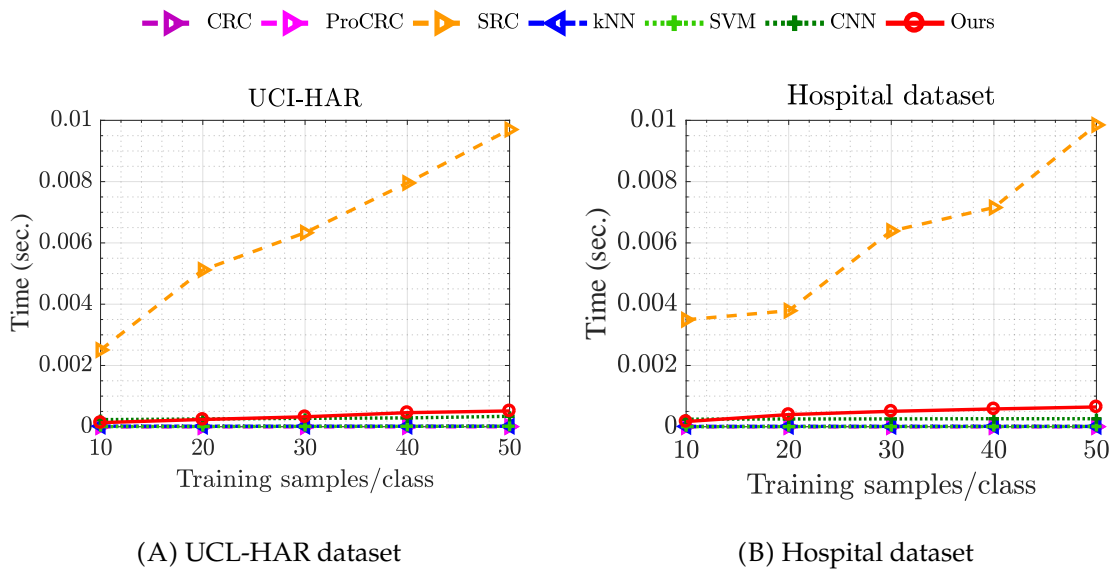 CRC ProCRC SRC kNN SVM CNN Ours
UCI-HAR
0.01
0.008
0.006
0.004
0.002
0
Time (sec.)
10 20 30 40 50
Training samples/class
(A) UCL-HAR dataset
Hospital dataset
0.01
0.008
0.006
0.004
0.002
0
Time (sec.)
10 20 30 40 50
Training samples/class
(B) Hospital dataset